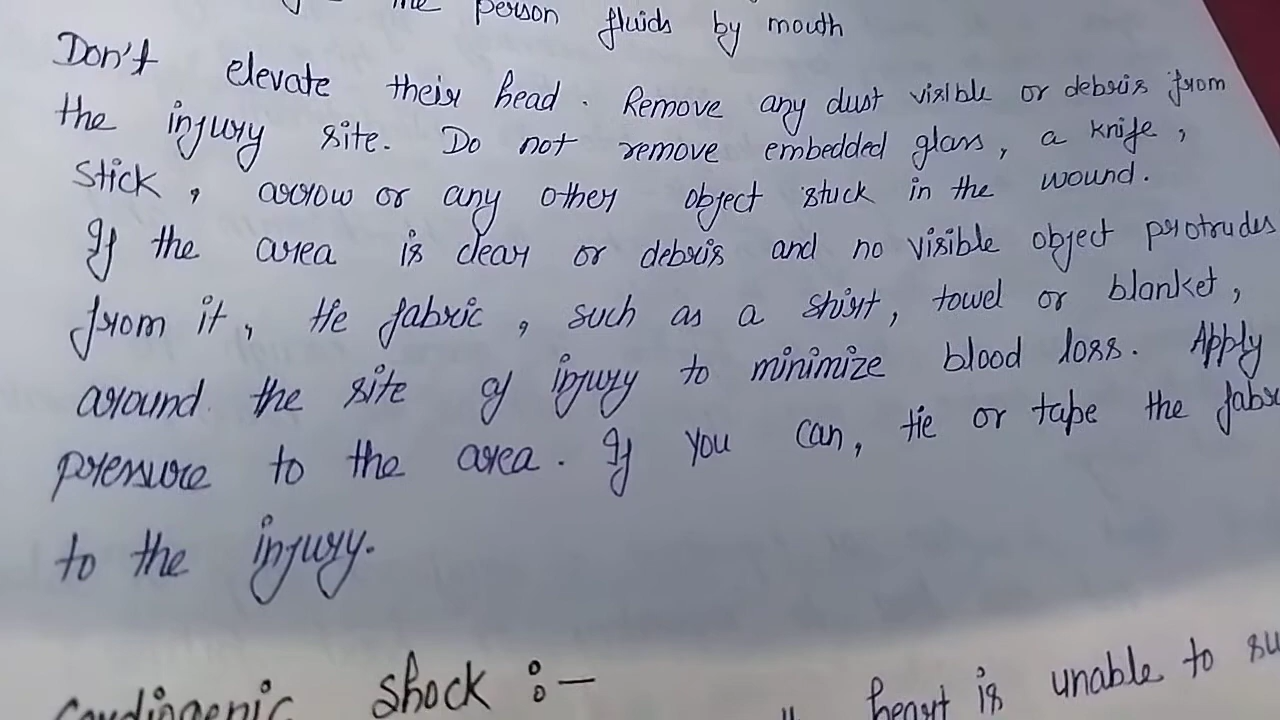 the person fluids by mouth
Don't elevate their head. Remove any dust visible or debris from
the injury site. Do not remove embedded glass, a knife,
stick, arrow or any other object stuck in the wound.
If the area is clear or debris and no visible object protrudes
from it, tie fabric, such as a shirt, towel or blanket,
around the site of injury to minimize blood loss. Apply
pressure to the area. If you can, tie or tape the
to the injury.
Cardiogenic shock :-
heart is unable to